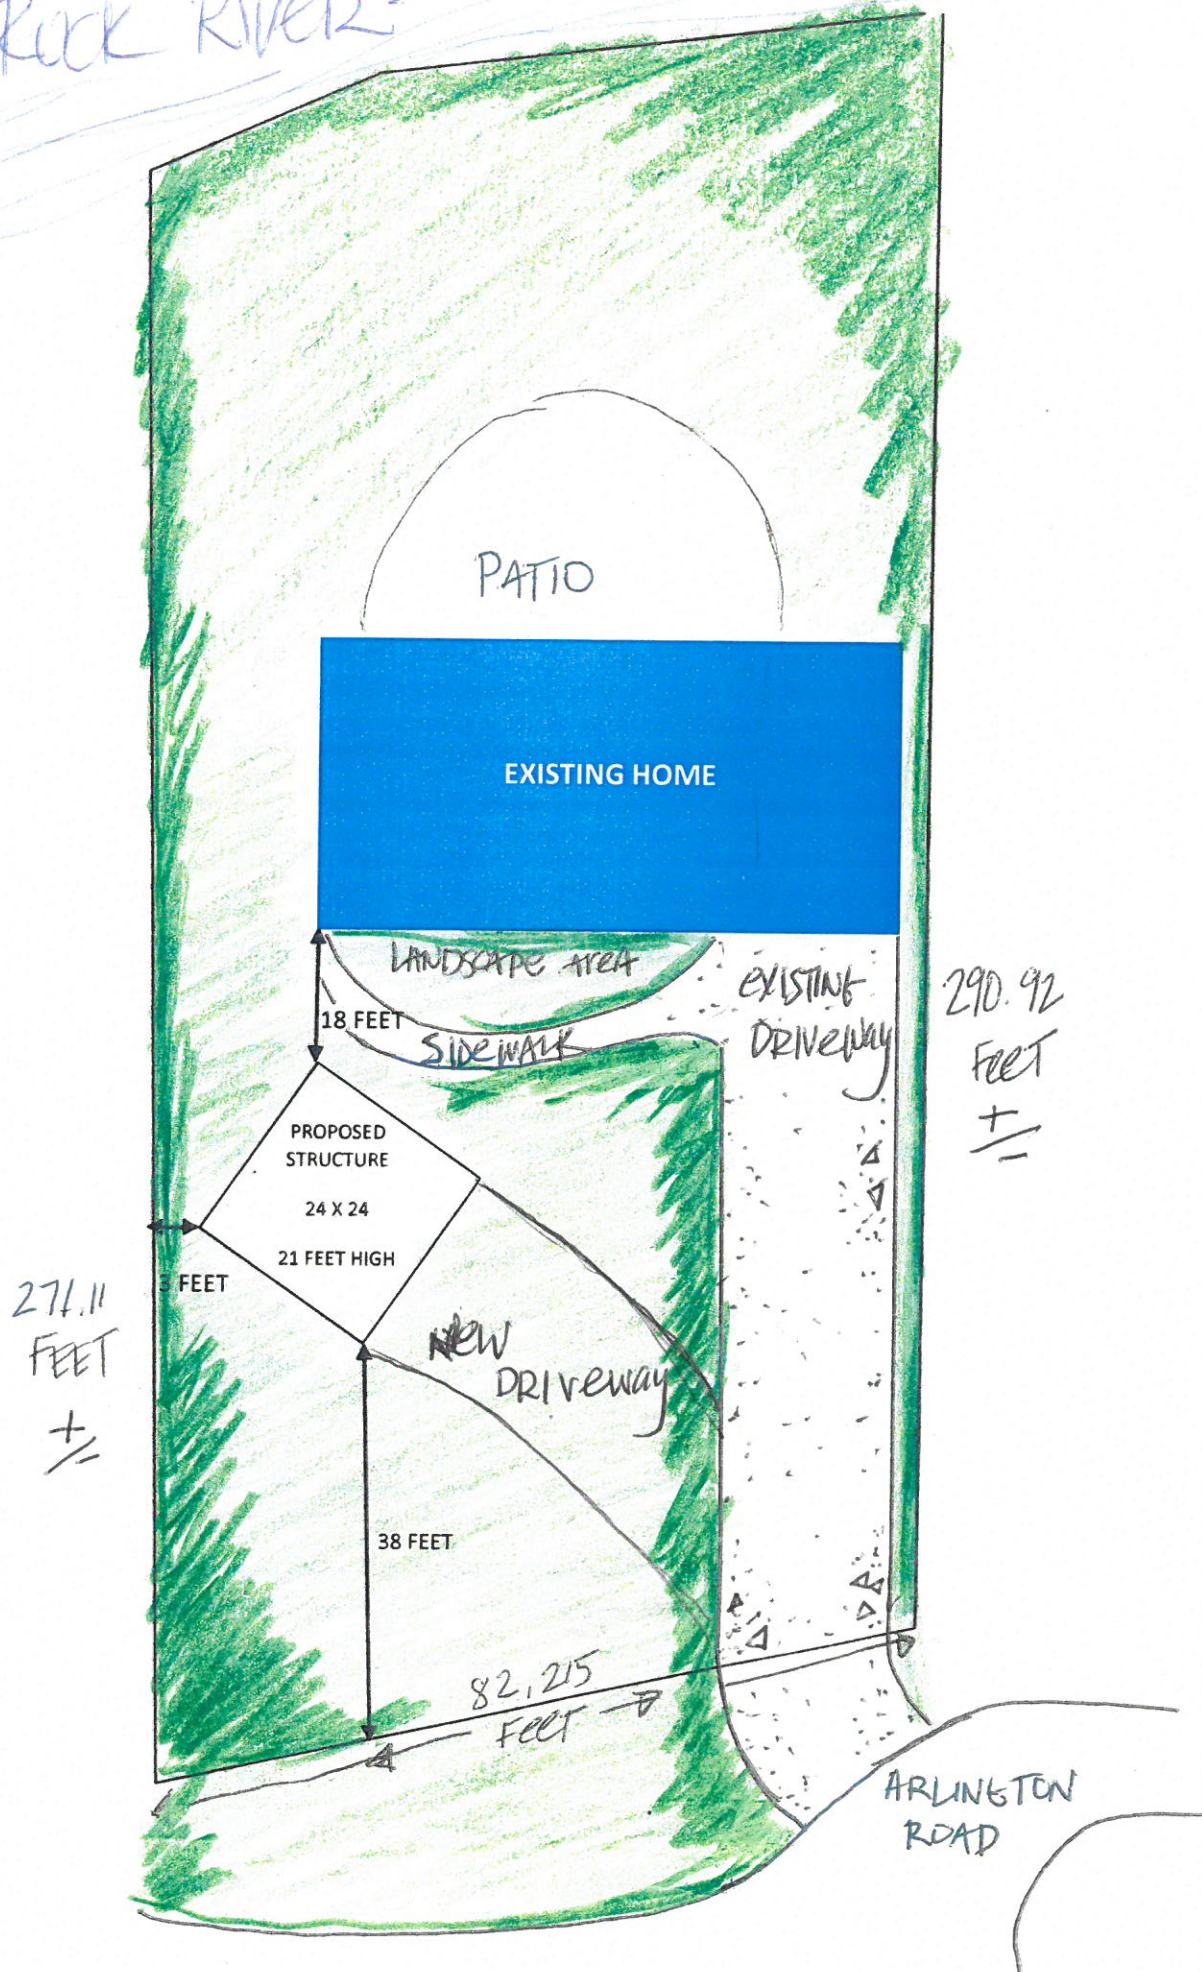 ROCK RIVER
PATIO
EXISTING HOME
LANDSCAPE AREA
EXISTING
DRIVEWAY
18 FEET
SIDEWALK
290.92
FEET
+
PROPOSED
STRUCTURE
24 X 24
21 FEET HIGH
3 FEET
271.11
FEET
+
NEW
DRIVEWAY
38 FEET
82,215
FEET
ARLINGTON
ROAD